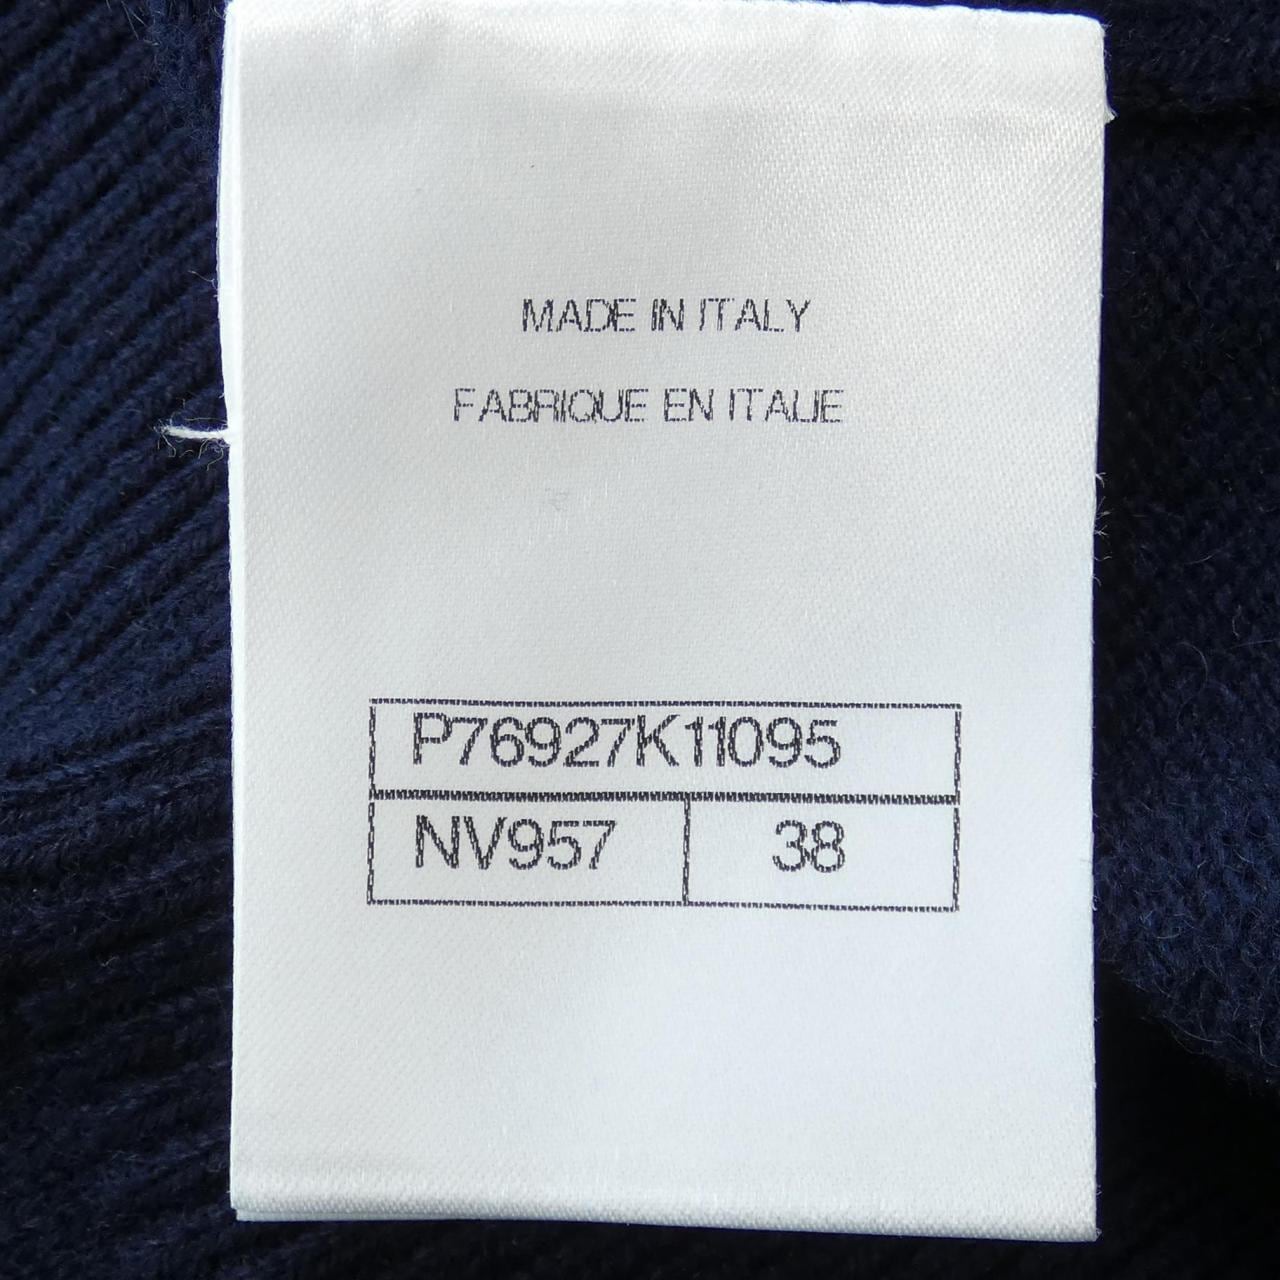 MADE IN ITALY
FABRIQUE EN ITALIE
P76927K11095
NV957 38